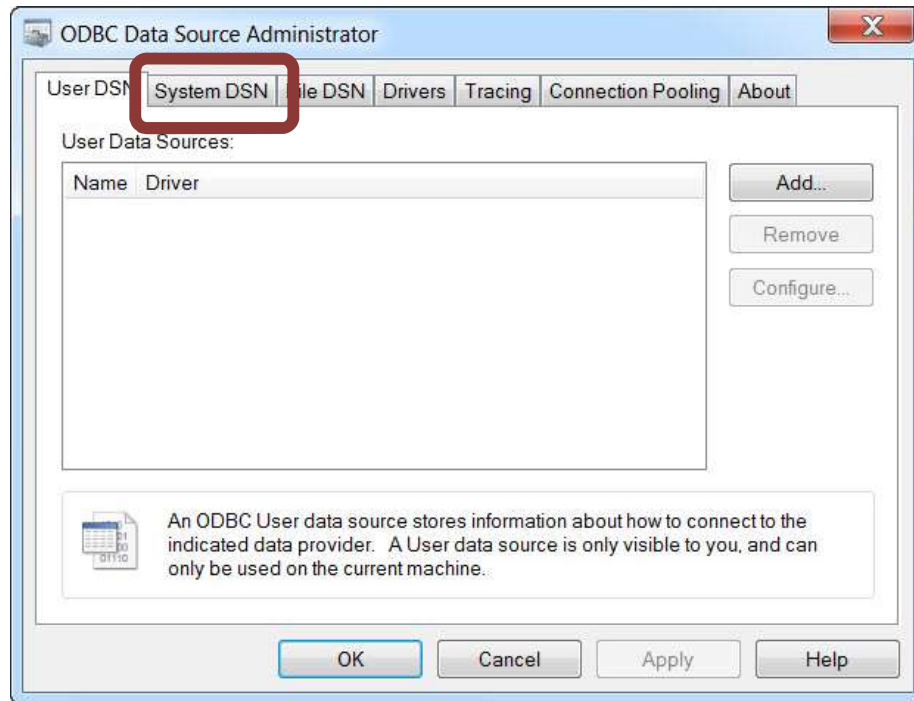 ODBC Data Source Administrator
User DSN System DSN File DSN Drivers Tracing Connection Pooling About
User Data Sources:
Name Driver
Add...
Remove
Configure...
An ODBC User data source stores information about how to connect to the
indicated data provider. A User data source is only visible to you, and can
only be used on the current machine.
OK Cancel Apply Help